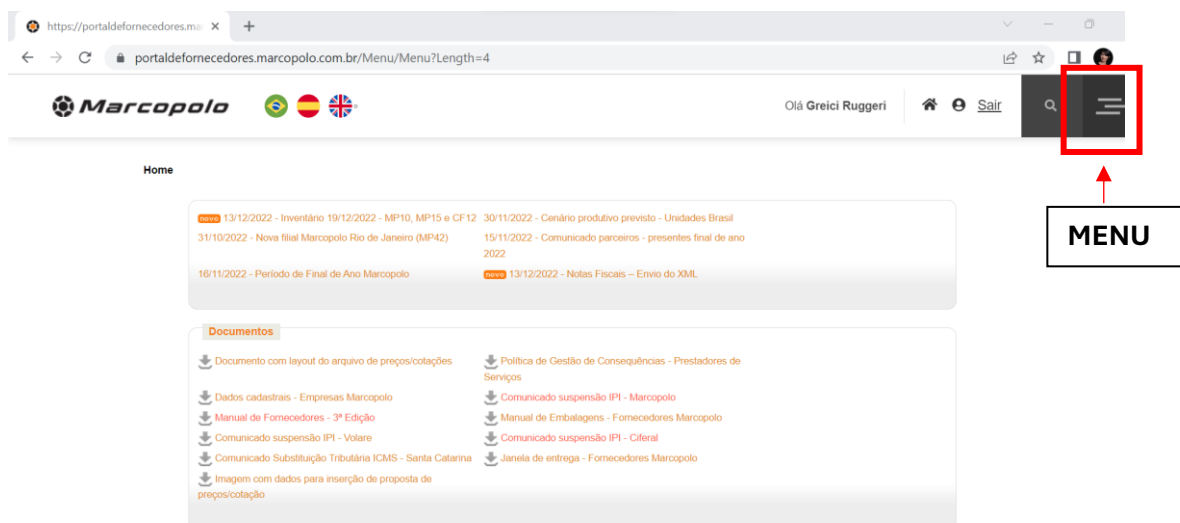 https://portaldefornecedores.ma
portaldefornecedores.marcopolo.com.br/Menu/Menu?Length=4
Marcopolo
Olá Greici Ruggeri
Sair
Home
novo 13/12/2022 - Inventário 19/12/2022 - MP10, MP15 e CF12
30/11/2022 - Cenário produtivo previsto - Unidades Brasil
31/10/2022 - Nova filial Marcopolo Rio de Janeiro (MP42)
15/11/2022 - Comunicado parceiros - presentes final de ano
2022
16/11/2022 - Período de Final de Ano Marcopolo
novo 13/12/2022 - Notas Fiscais – Envio do XML
MENU
Documentos
Documento com layout do arquivo de preços/cotações
Política de Gestão de Consequências - Prestadores de
Serviços
Dados cadastrais - Empresas Marcopolo
Comunicado suspensão IPI - Marcopolo
Manual de Fornecedores - 3ª Edição
Manual de Embalagens - Fornecedores Marcopolo
Comunicado suspensão IPI - Volare
Comunicado suspensão IPI - Ciferal
Comunicado Substituição Tributária ICMS - Santa Catarina
Janela de entrega - Fornecedores Marcopolo
Imagem com dados para inserção de proposta de
preços/cotação